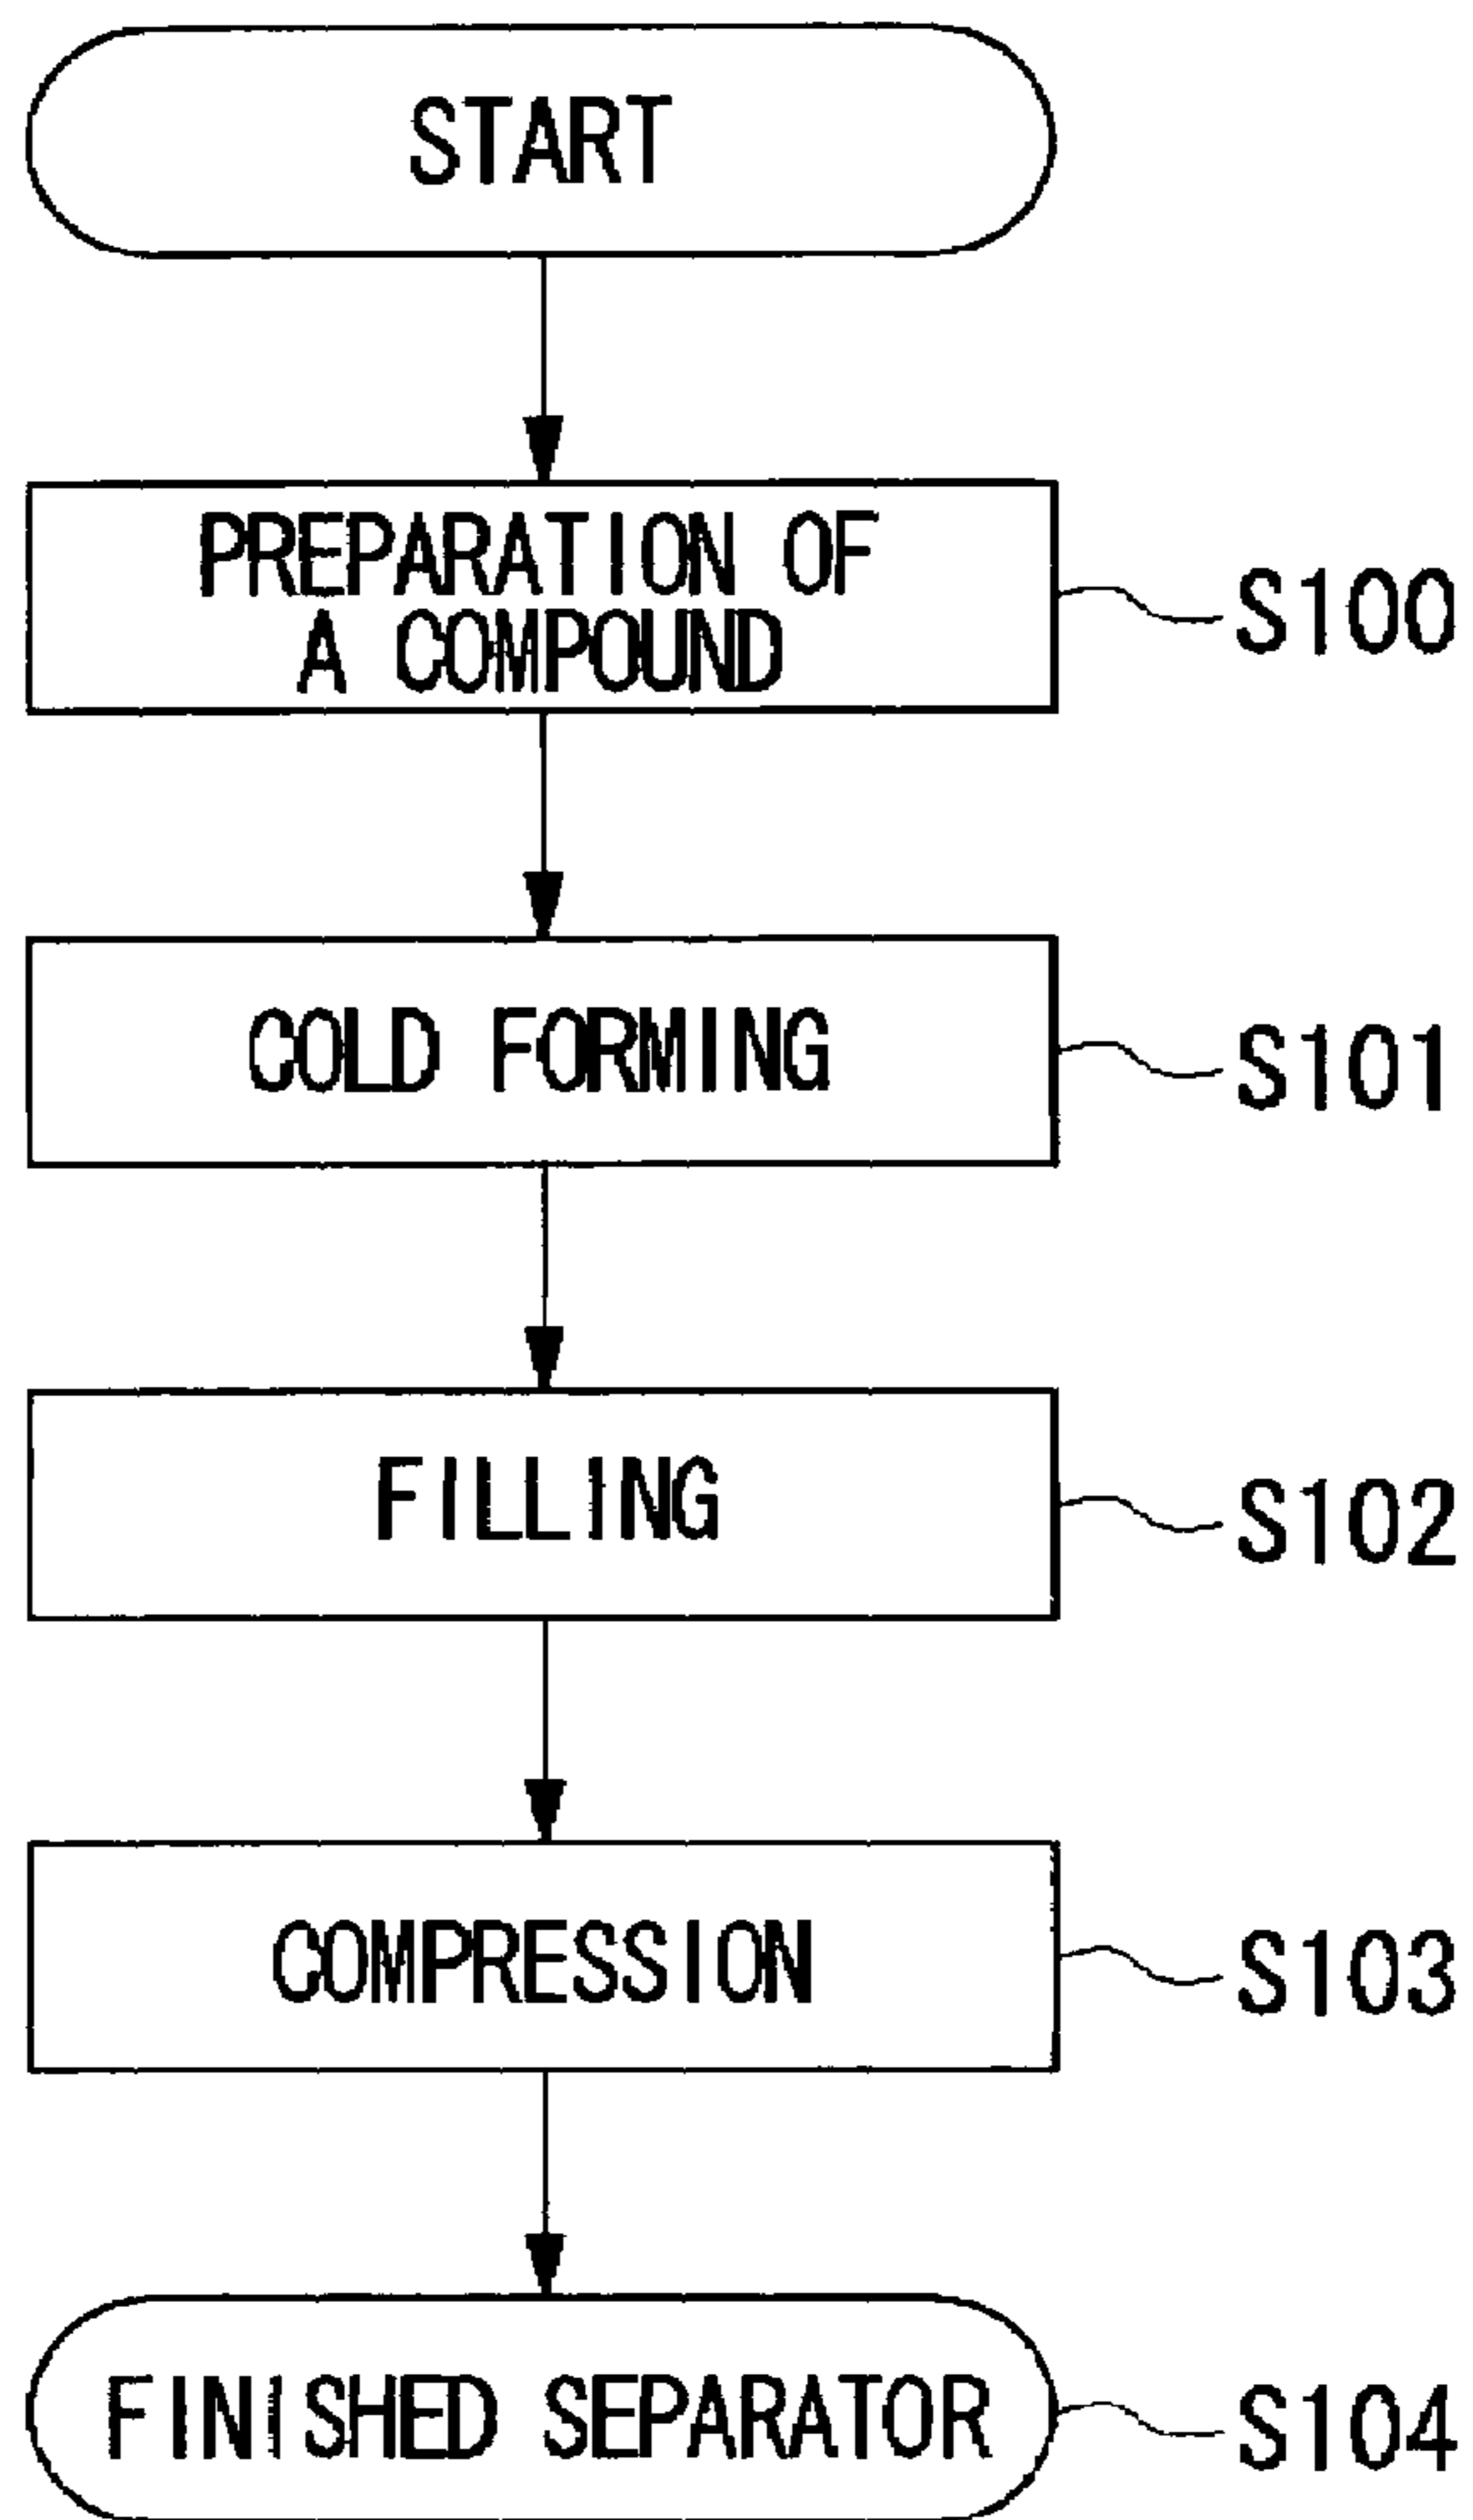 START
PREPARATION OF
A COMPOUND
S100
COLD FORMING
S101
FILLING
S102
COMPRESSION
S103
FINISHED SEPARATOR
S104